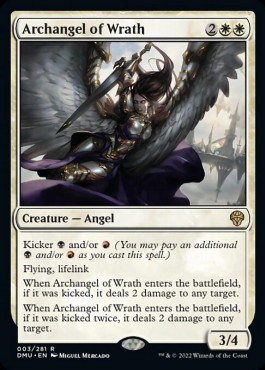 Archangel of Wrath 2
Creature — Angel
Kicker and/or (You may pay an additional
and/or as you cast this spell.)
Flying, lifelink
When Archangel of Wrath enters the battlefield,
if it was kicked, it deals 2 damage to any target.
When Archangel of Wrath enters the battlefield,
if it was kicked twice, it deals 2 damage to any
target.
3/4
003/281 R
DMU • EN Miguel Mercado
™ & © 2022 Wizards of the Coast